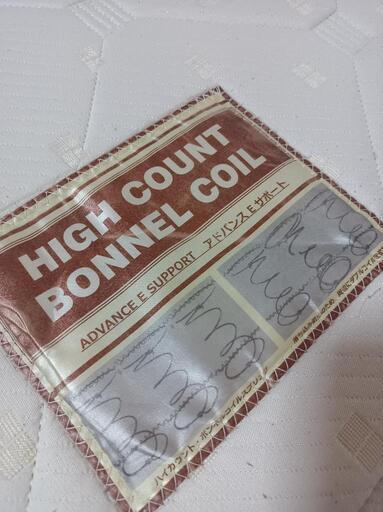 HIGH COUNT
BONNEL COIL
ADVANCE E SUPPORT アドバンス E サポート
ハイカウント・ボンネルコイルスプリング